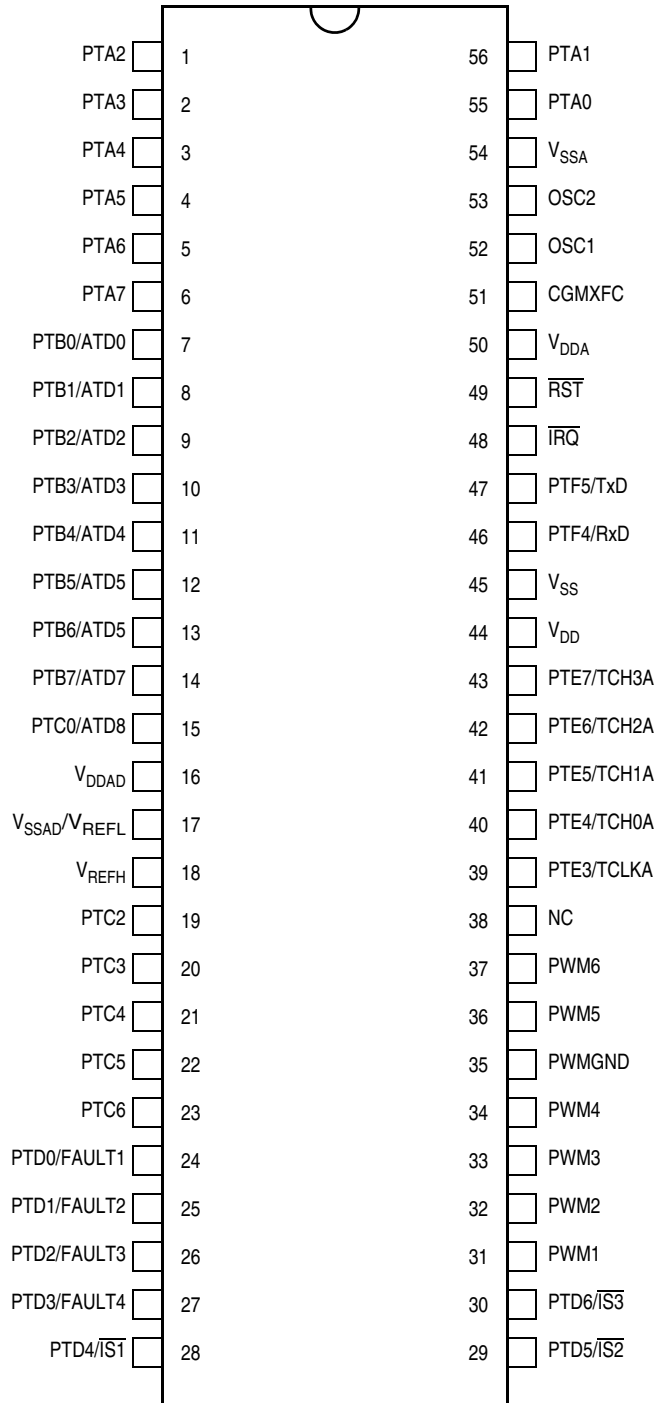 PTA2 1 56 PTA1
PTA3 2 55 PTA0
PTA4 3 54 VSSA
PTA5 4 53 OSC2
PTA6 5 52 OSC1
PTA7 6 51 CGMXFC
PTB0/ATD0 7 50 VDDA
PTB1/ATD1 8 49 R̅S̅T̅
PTB2/ATD2 9 48 I̅R̅Q̅
PTB3/ATD3 10 47 PTF5/TxD
PTB4/ATD4 11 46 PTF4/RxD
PTB5/ATD5 12 45 VSS
PTB6/ATD5 13 44 VDD
PTB7/ATD7 14 43 PTE7/TCH3A
PTC0/ATD8 15 42 PTE6/TCH2A
VDDAD 16 41 PTE5/TCH1A
VSSAD/VREFL 17 40 PTE4/TCH0A
VREFH 18 39 PTE3/TCLKA
PTC2 19 38 NC
PTC3 20 37 PWM6
PTC4 21 36 PWM5
PTC5 22 35 PWMGND
PTC6 23 34 PWM4
PTD0/FAULT1 24 33 PWM3
PTD1/FAULT2 25 32 PWM2
PTD2/FAULT3 26 31 PWM1
PTD3/FAULT4 27 30 PTD6/I̅S̅3̅
PTD4/I̅S̅1̅ 28 29 PTD5/I̅S̅2̅